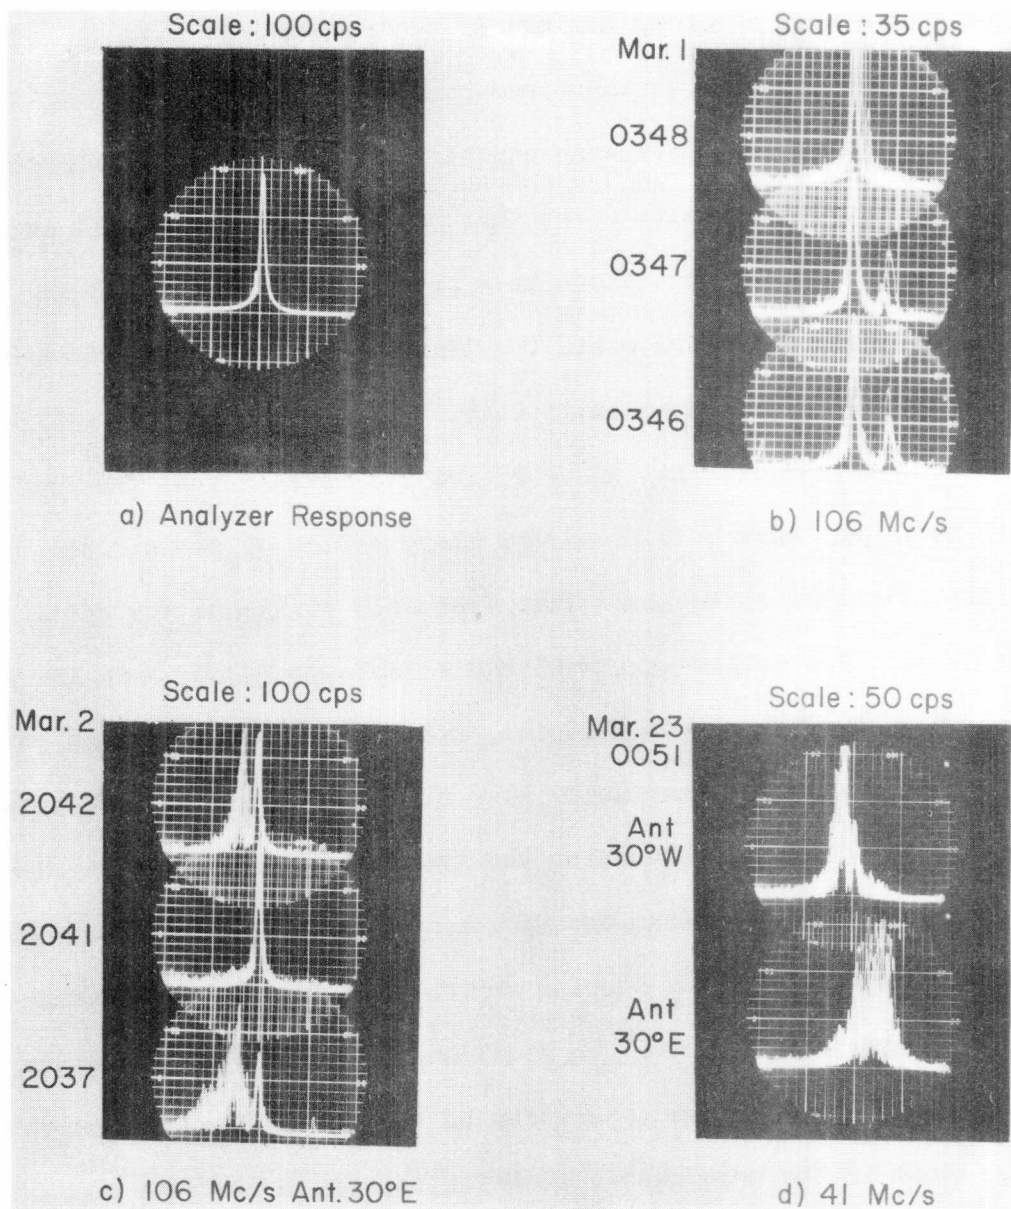 Scale : 100 cps
a) Analyzer Response
Scale : 35 cps
Mar. 1
0348
0347
0346
b) 106 Mc/s
Scale : 100 cps
Mar. 2
2042
2041
2037
c) 106 Mc/s Ant. 30°E
Scale : 50 cps
Mar. 23
0051
Ant
30°W
Ant
30°E
d) 41 Mc/s